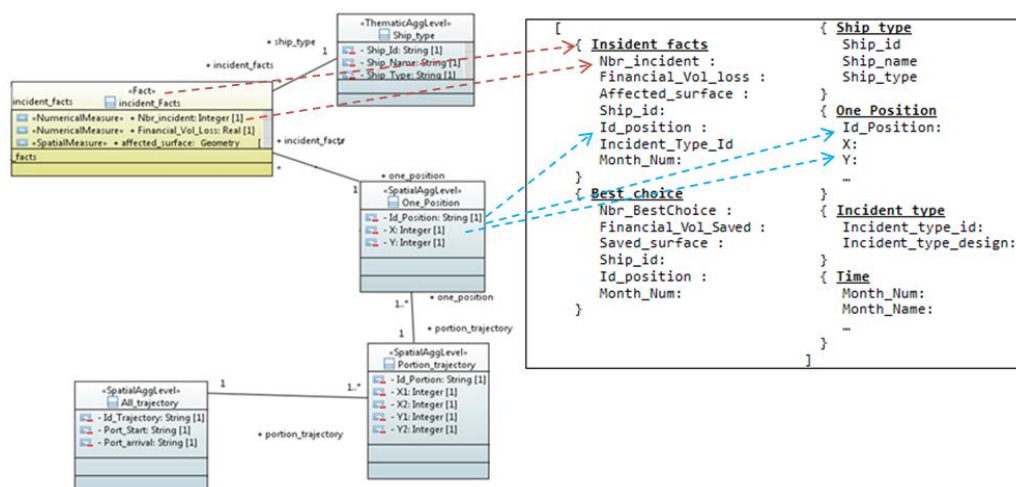 «ThematicAggLevel»
Ship_type
- Ship_Id: String [1]
- Ship_Name: String [1]
- Ship_Type: String [1]
+ ship_type
1
+ incident_facts
«Fact»
incident_facts
incident_Facts
«NumericalMeasure» + Nbr_incident: Integer [1]
«NumericalMeasure» + Financial_Vol_Loss: Real [1]
«SpatialMeasure» + affected_surface: Geometry [
_facts
*
+ incident_facts
+ one_position
1
«SpatialAggLevel»
One_Position
- Id_Position: String [1]
- X: Integer [1]
- Y: Integer [1]
+ one_position
1..*
1
+ portion_trajectory
«SpatialAggLevel»
Portion_trajectory
- Id_Portion: String [1]
- X1: Integer [1]
- X2: Integer [1]
- Y1: Integer [1]
- Y2: Integer [1]
1
1..*
+ portion_trajectory
«SpatialAggLevel»
All_trajectory
- Id_Trajectory: String [1]
- Port_Start: String [1]
- Port_arrival: String [1]
[
{ Insident facts
Nbr_incident :
Financial_Vol_loss :
Affected_surface :
Ship_id:
Id_position :
Incident_Type_Id
Month_Num:
}
{ Best choice
Nbr_BestChoice :
Financial_Vol_Saved :
Saved_surface :
Ship_id:
Id_position :
Month_Num:
}
{ Ship type
Ship_id
Ship_name
Ship_type
}
{ One Position
Id_Position:
X:
Y:
…
}
{ Incident type
Incident_type_id:
Incident_type_design:
}
{ Time
Month_Num:
Month_Name:
…
}
]